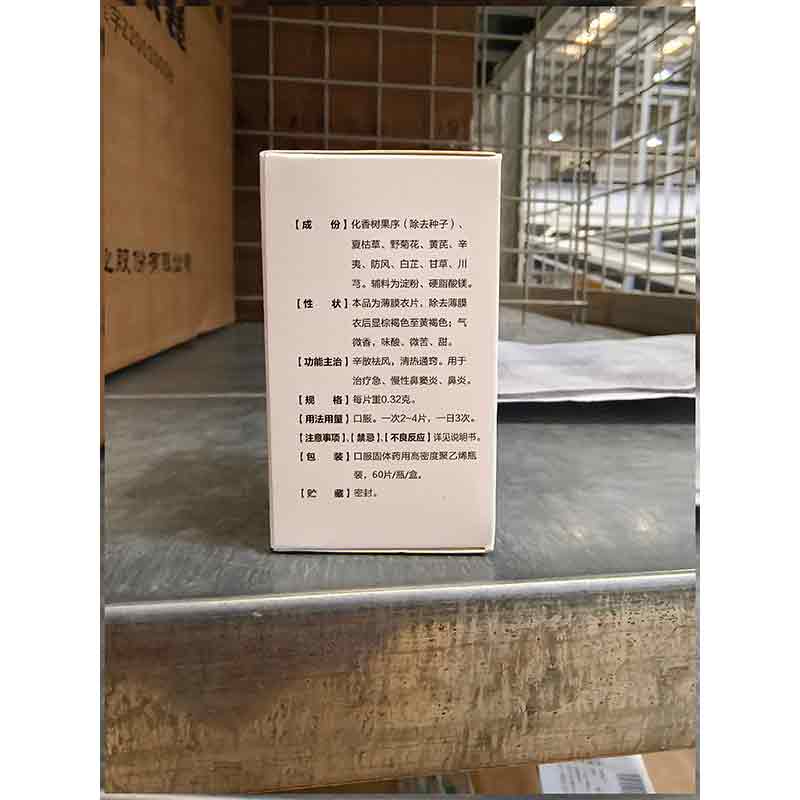 【成　份】化香树果序（除去种子）、
夏枯草、野菊花、黄芪、辛
夷、防风、白芷、甘草、川
芎。辅料为淀粉、硬脂酸镁。
【性　状】本品为薄膜衣片，除去薄膜
衣后显棕褐色至黄褐色；气
微香，味酸、微苦、甜。
【功能主治】辛散祛风，清热通窍。用于
治疗急、慢性鼻窦炎、鼻炎。
【规　格】每片重0.32克。
【用法用量】口服。一次2~4片，一日3次。
【注意事项】、【禁忌】、【不良反应】详见说明书。
【包　装】口服固体药用高密度聚乙烯瓶
装，60片/瓶/盒。
【贮　藏】密封。